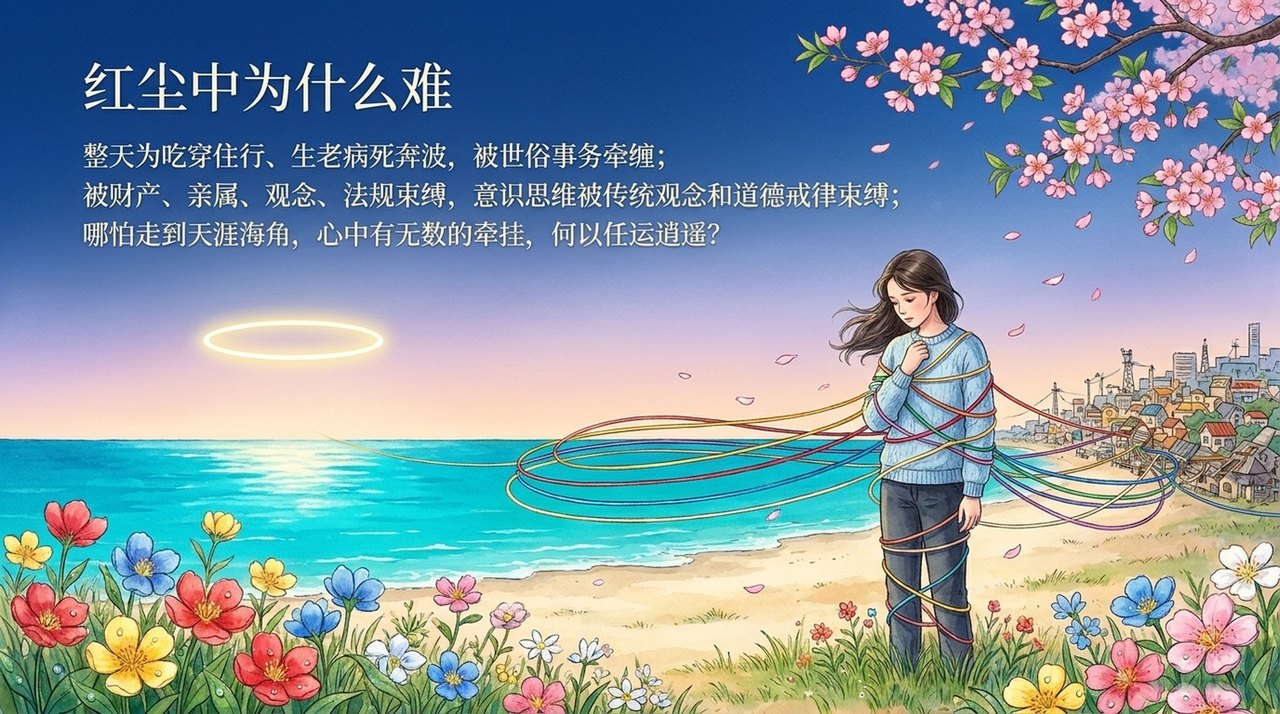 红尘中为什么难
整天为吃穿住行、生老病死奔波，被世俗事务牵缠；
被财产、亲属、观念、法规束缚，意识思维被传统观念和道德戒律束缚；
哪怕走到天涯海角，心中有无数的牵挂，何以任运逍遥？